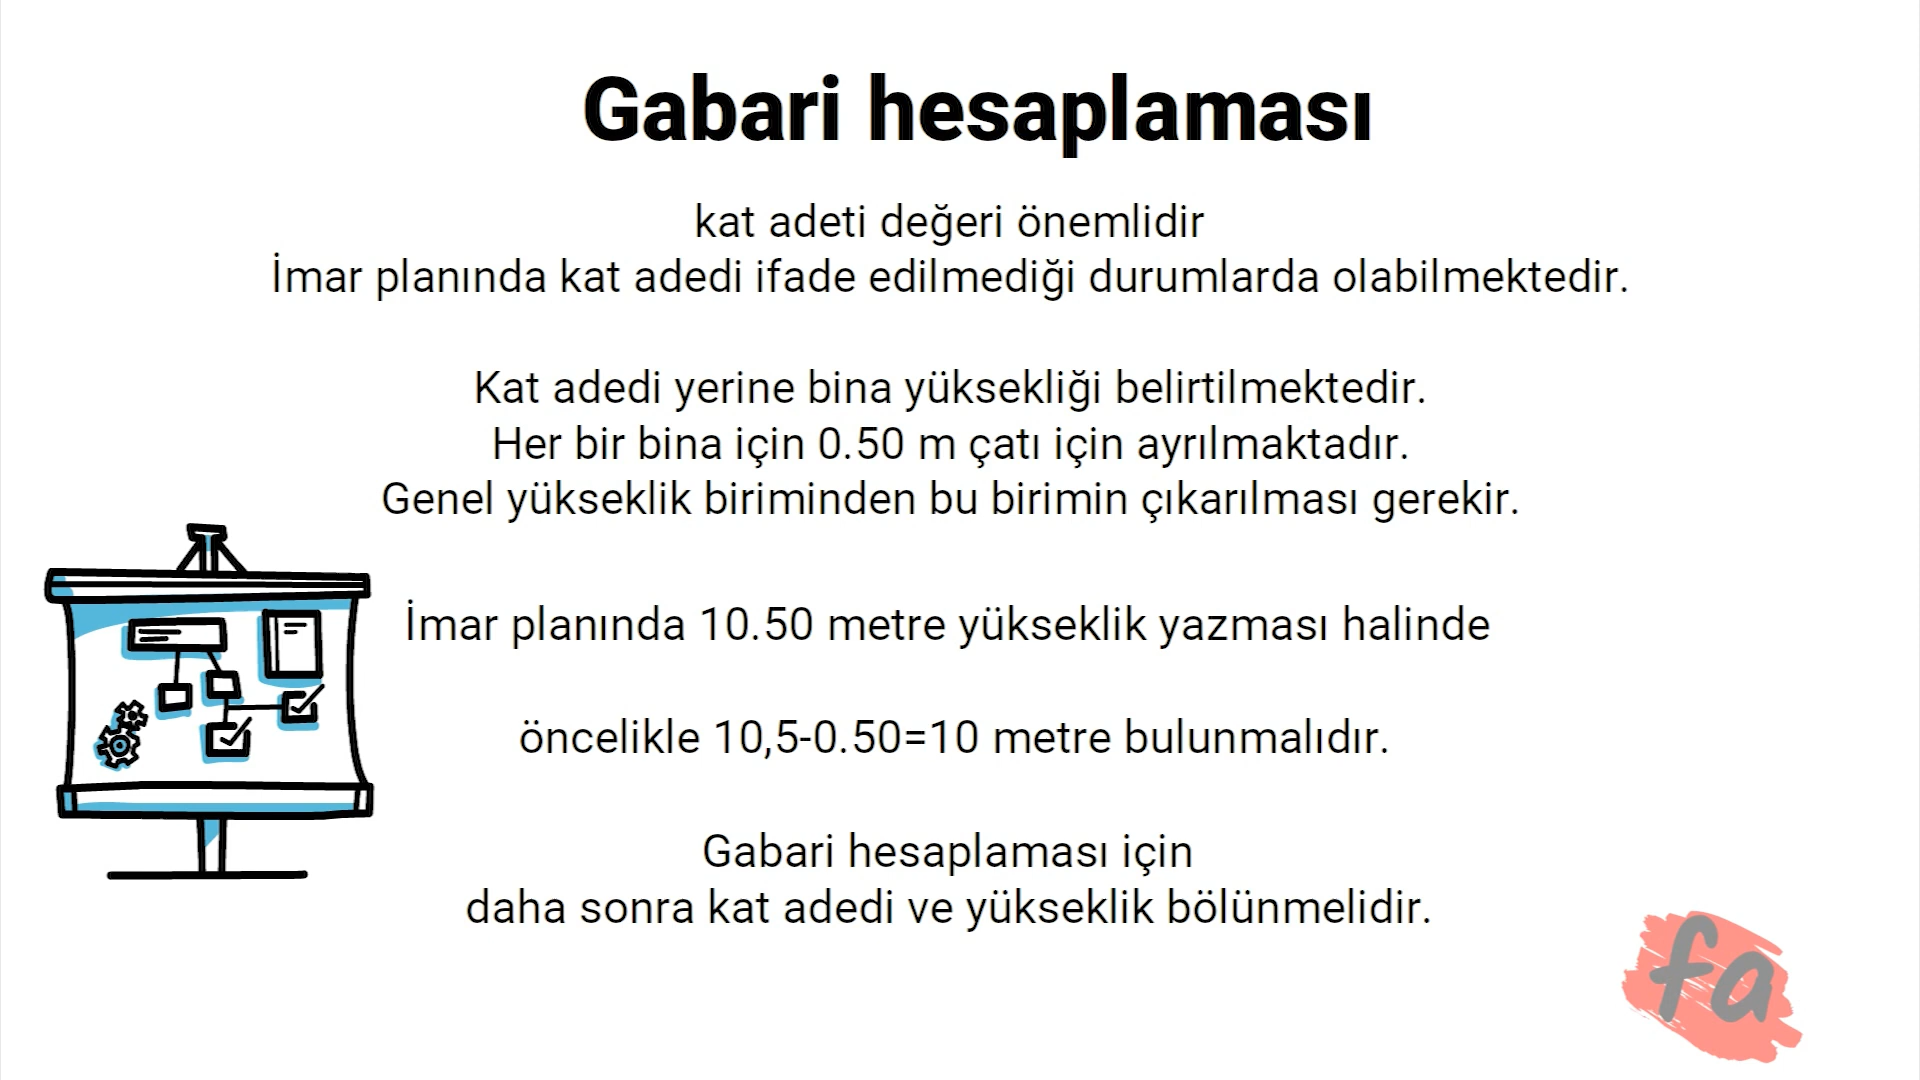 Gabari hesaplaması
kat adeti değeri önemlidir
İmar planında kat adedi ifade edilmediği durumlarda olabilmektedir.
Kat adedi yerine bina yüksekliği belirtilmektedir.
Her bir bina için 0.50 m çatı için ayrılmaktadır.
Genel yükseklik biriminden bu birimin çıkarılması gerekir.
İmar planında 10.50 metre yükseklik yazması halinde
öncelikle 10,5-0.50=10 metre bulunmalıdır.
Gabari hesaplaması için
daha sonra kat adedi ve yükseklik bölünmelidir.
fa